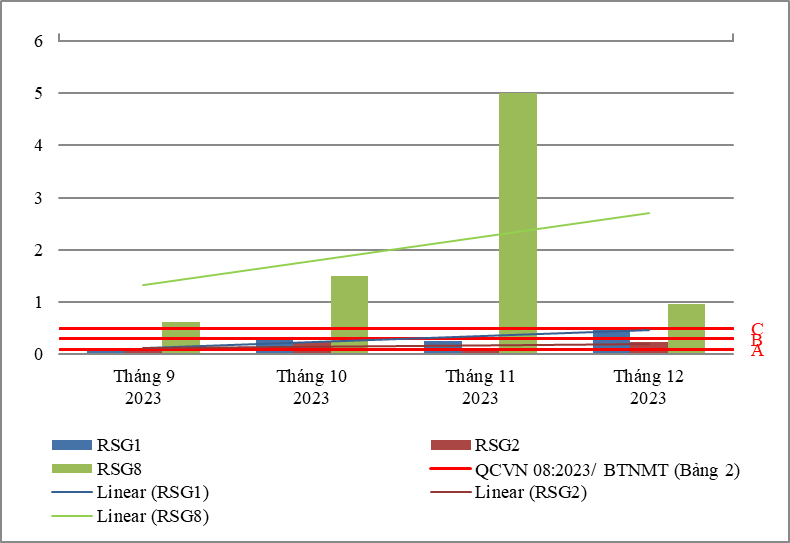 6
5
4
3
2
1
0
C
B
A
Tháng 9
2023
Tháng 10
2023
Tháng 11
2023
Tháng 12
2023
RSG1
RSG2
RSG8
QCVN 08:2023/ BTNMT (Bảng 2)
Linear (RSG1)
Linear (RSG2)
Linear (RSG8)